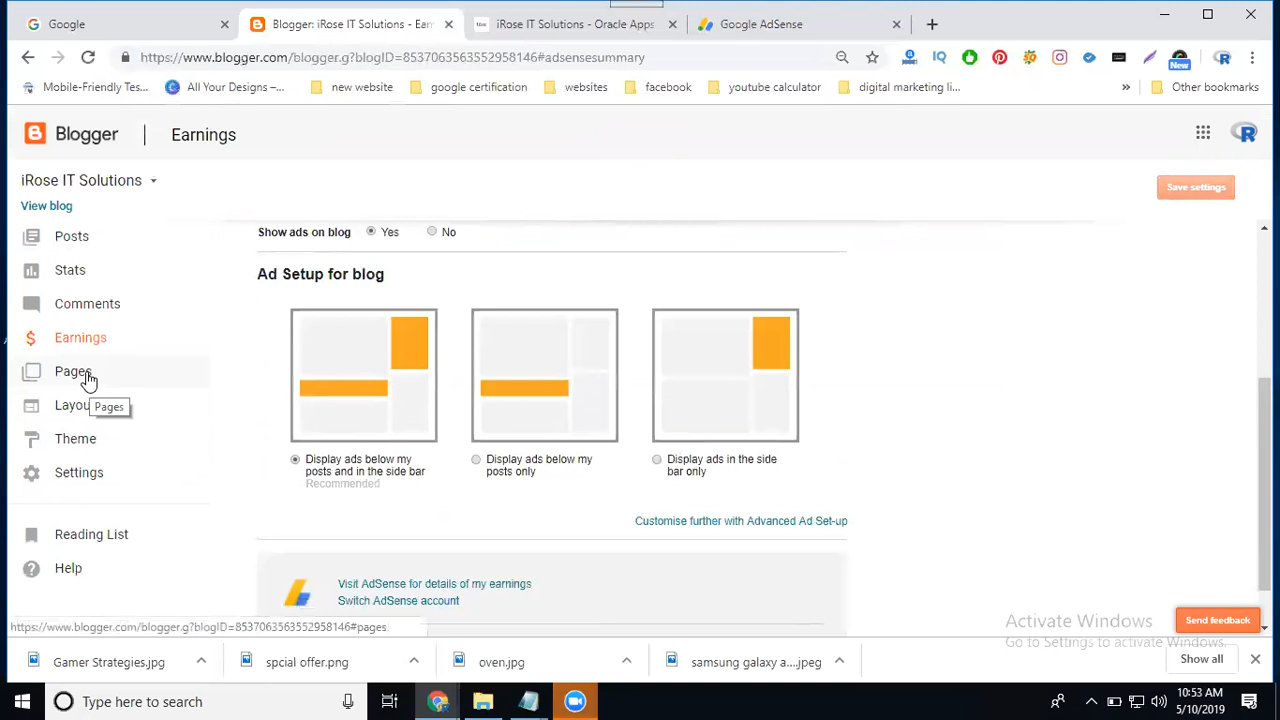 Google
Blogger: iRose IT Solutions - Earn
iRose IT Solutions - Oracle Apps
Google AdSense
https://www.blogger.com/blogger.g?blogID=8537063563552958146#adsensesummary
New
Mobile-Friendly Tes...
All Your Designs –...
new website
google certification
websites
facebook
youtube calculator
digital marketing li...
»
Other bookmarks
Blogger
Earnings
iRose IT Solutions
Save settings
View blog
Posts
Show ads on blog Yes No
Stats
Ad Setup for blog
Comments
Earnings
Pages
Layou
Pages
Theme
Settings
Display ads below my
posts and in the side bar
Recommended
Display ads below my
posts only
Display ads in the side
bar only
Customise further with Advanced Ad Set-up
Reading List
Help
Visit AdSense for details of my earnings
Switch AdSense account
https://www.blogger.com/blogger.g?blogID=8537063563552958146#pages
Activate Windows
Go to Settings to activate Windows.
Send feedback
Gamer Strategies.jpg
spcial offer.png
oven.jpg
samsung galaxy a....jpeg
Show all
Type here to search
10:53 AM
5/10/2019